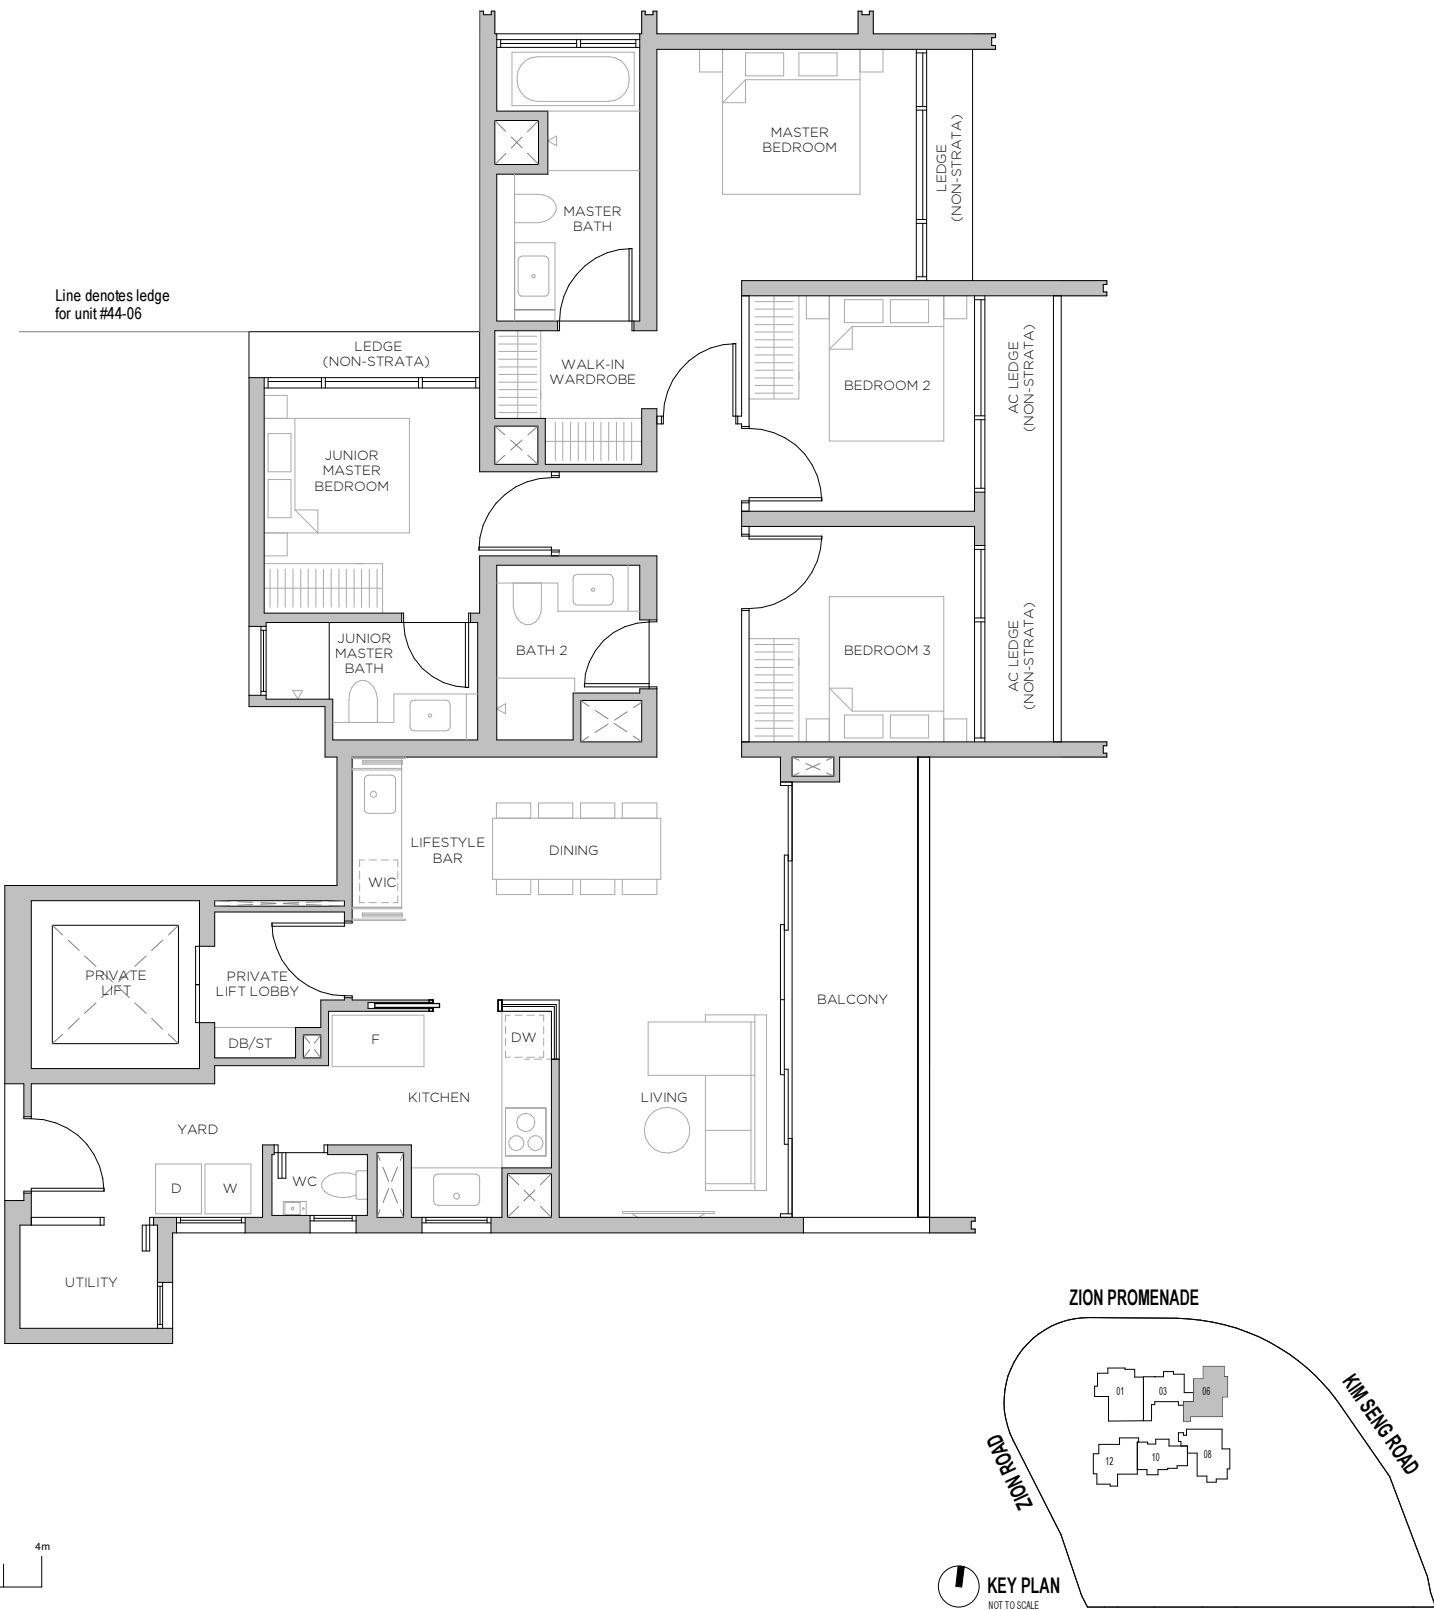 MASTER
BEDROOM
LEDGE
(NON-STRATA)
MASTER
BATH
Line denotes ledge
for unit #44-06
LEDGE
(NON-STRATA)
WALK-IN
WARDROBE
BEDROOM 2
AC LEDGE
(NON-STRATA)
JUNIOR
MASTER
BEDROOM
JUNIOR
MASTER
BATH
BATH 2
BEDROOM 3
AC LEDGE
(NON-STRATA)
LIFESTYLE
BAR
DINING
WIC
PRIVATE
LIFT
PRIVATE
LIFT LOBBY
BALCONY
DB/ST
F
DW
KITCHEN
LIVING
YARD
D
W
WC
UTILITY
ZION PROMENADE
KIM SENG ROAD
ZION ROAD
01
03
06
12
10
08
4m
KEY PLAN
NOT TO SCALE